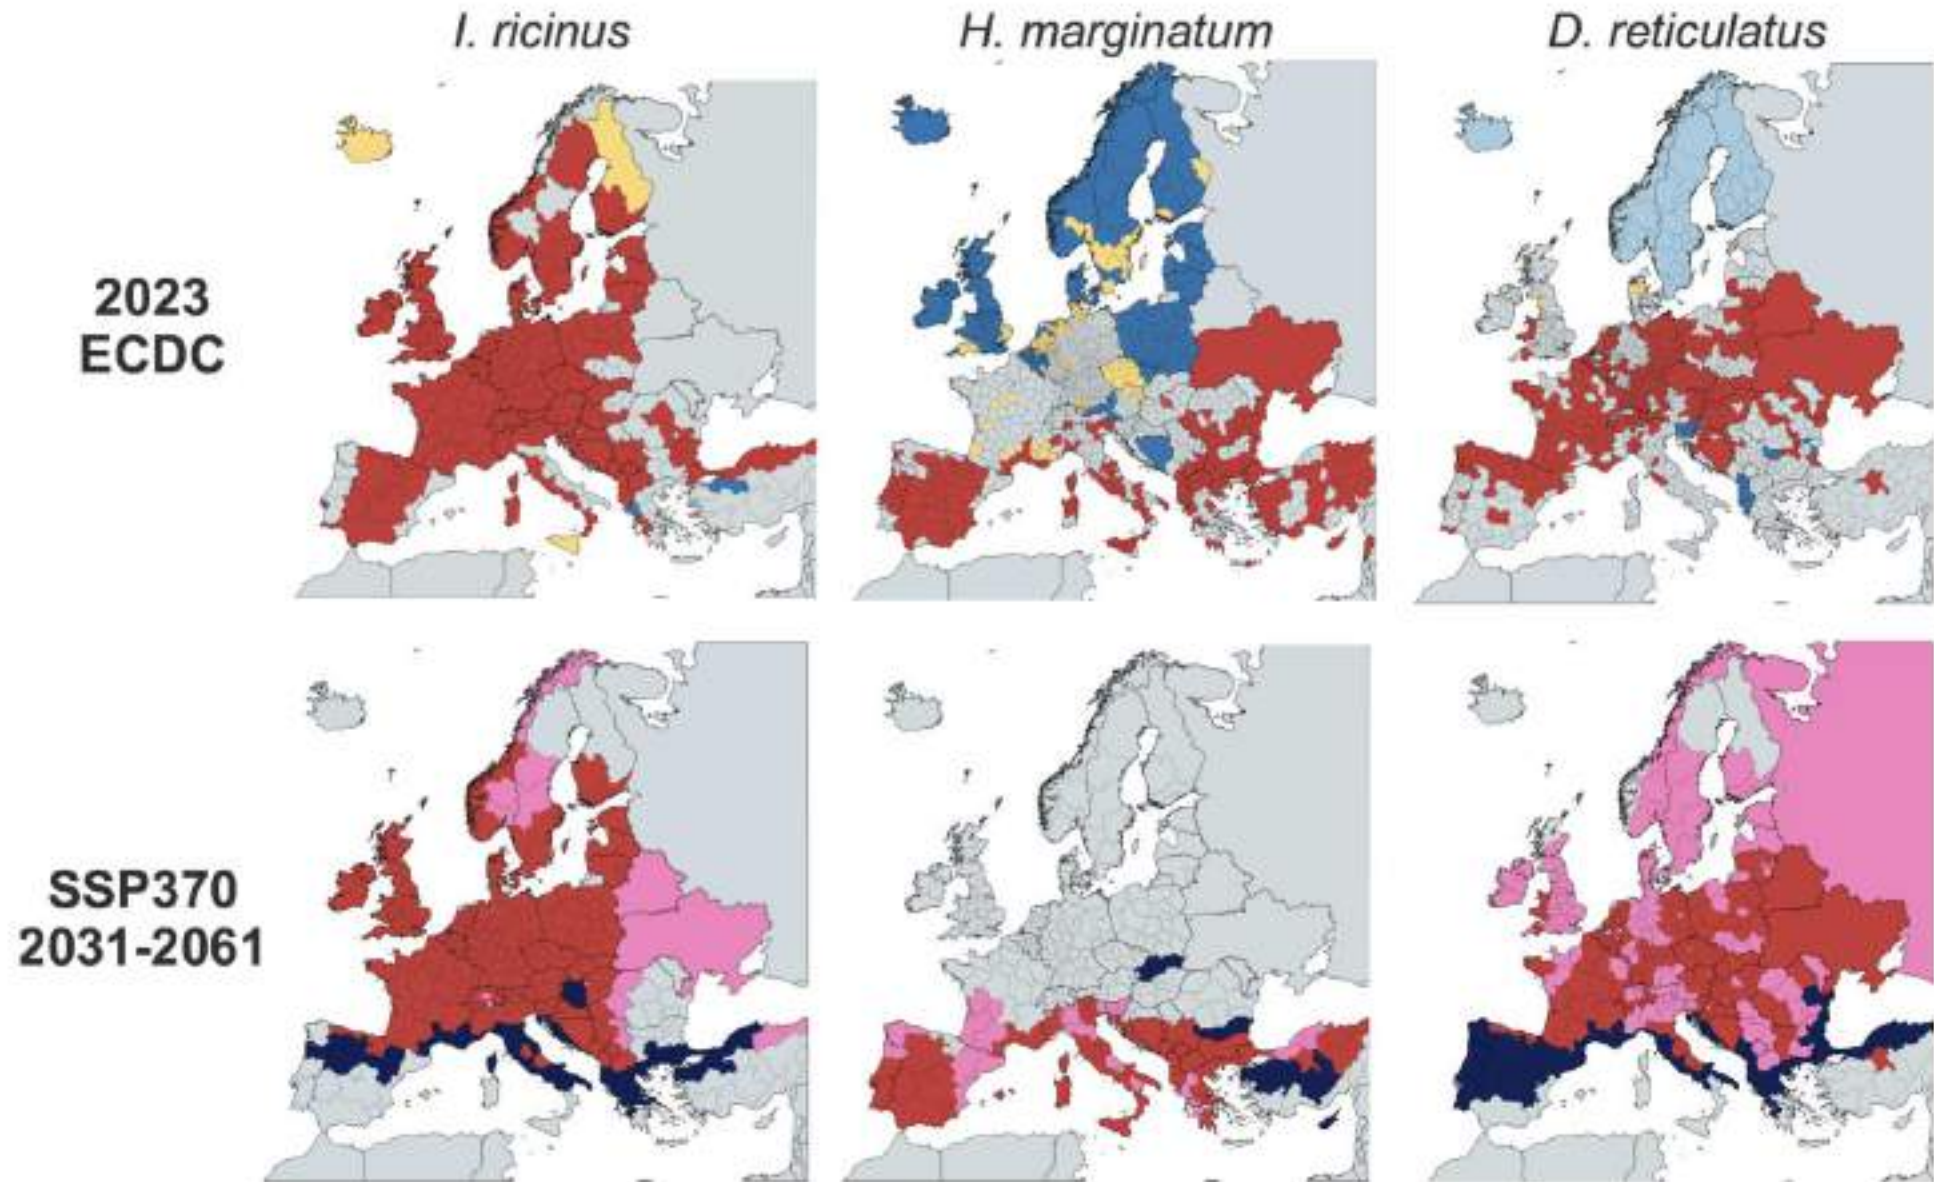 I. ricinus
H. marginatum
D. reticulatus
2023
ECDC
SSP370
2031-2061